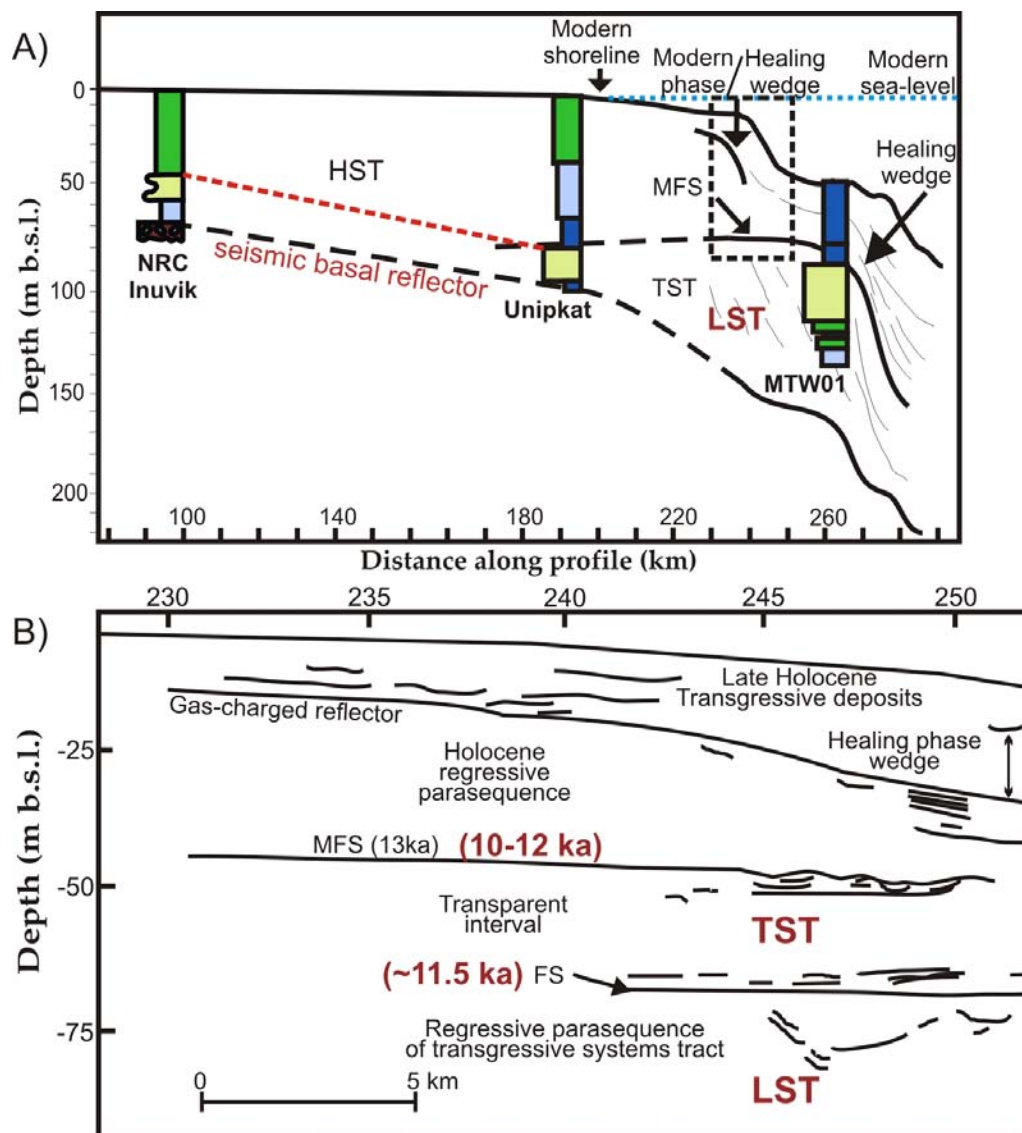 A)
Modern
shoreline
Modern
phase
Healing
wedge
Modern
sea-level
0
50
100
150
200
Depth (m b.s.l.)
HST
MFS
Healing
wedge
seismic basal reflector
NRC
Inuvik
Unipkat
TST
LST
MTW01
100
140
180
220
260
Distance along profile (km)
230
235
240
245
250
B)
Late Holocene
Transgressive deposits
Gas-charged reflector
-25
-50
-75
Depth (m b.s.l.)
Holocene
regressive
parasequence
Healing phase
wedge
MFS (13ka) (10-12 ka)
Transparent
interval
TST
(~11.5 ka) FS
Regressive parasequence
of transgressive systems tract
0
5 km
LST